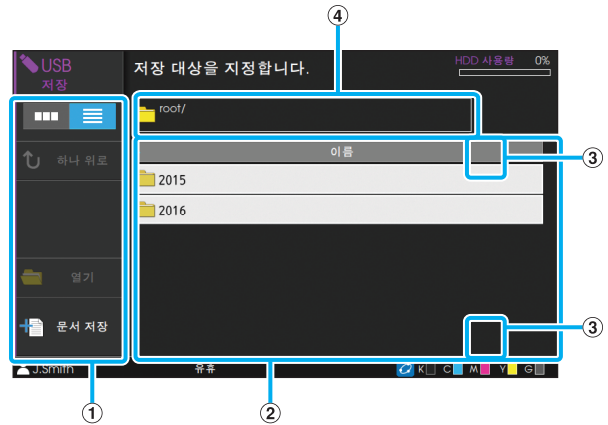 ④
USB
저장
저장 대상을 지정합니다.
HDD 사용량 0%
root/
하나 위로
이름
③
2015
2016
열기
문서 저장
③
J.Smith
유휴
K C M Y G
①
②